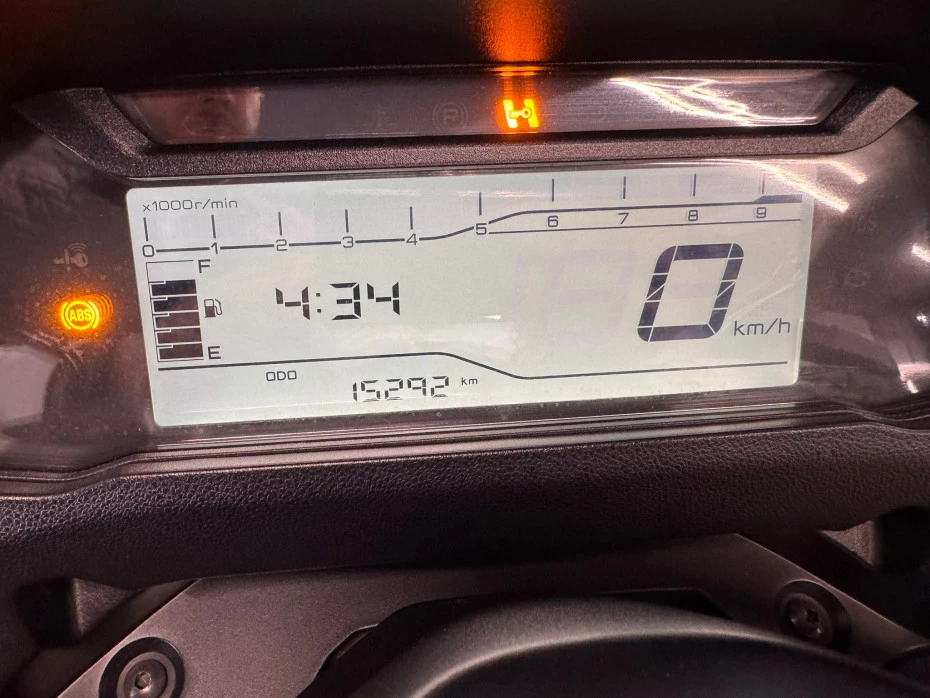 x1000r/min
0 1 2 3 4 5 6 7 8 9
F
4:34
0 km/h
ABS
E
ODO
15292 km